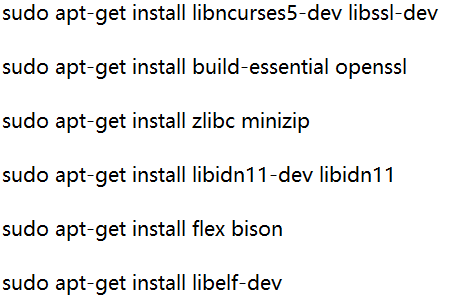 sudo apt-get install libncurses5-dev libssl-dev
sudo apt-get install build-essential openssl
sudo apt-get install zlibc minizip
sudo apt-get install libidn11-dev libidn11
sudo apt-get install flex bison
sudo apt-get install libelf-dev